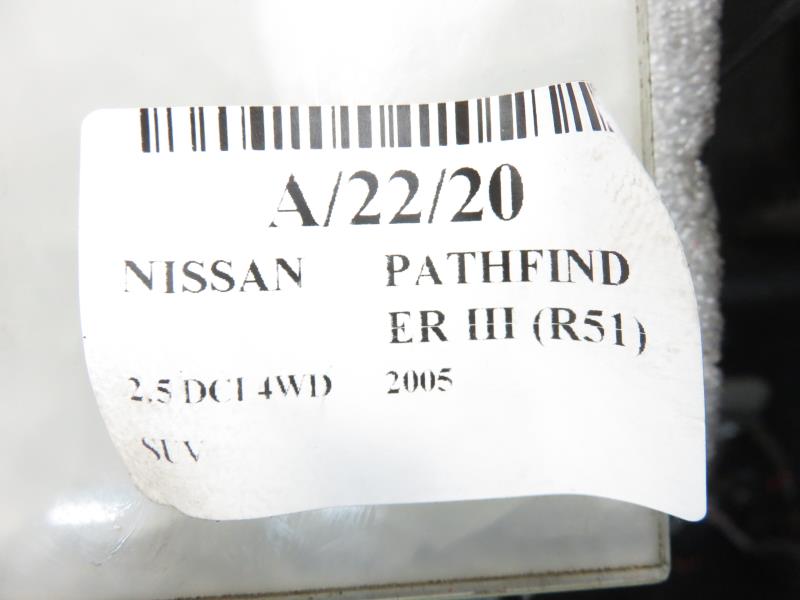 A/22/20
NISSAN PATHFIND
ER III (R51)
2.5 DCI 4WD 2005
SUV